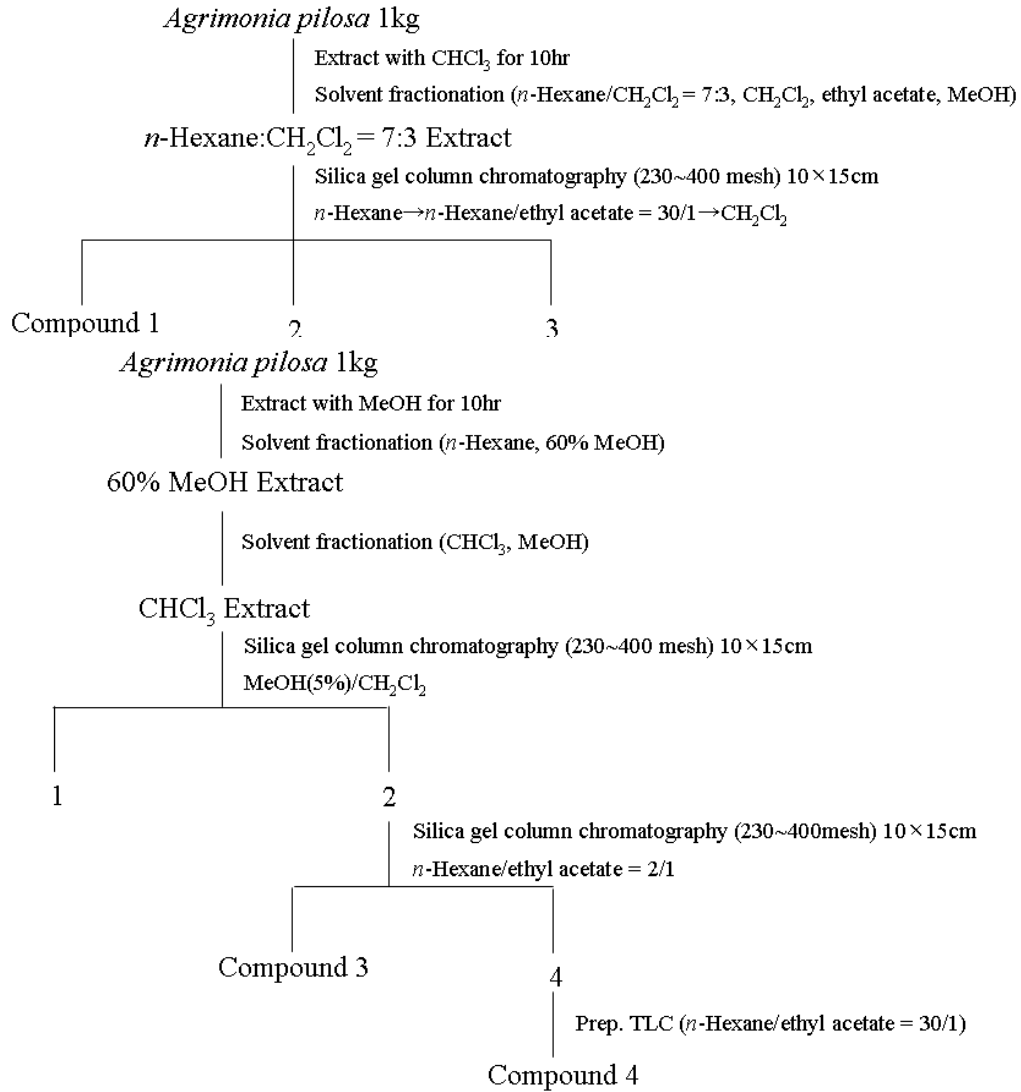 Agrimonia pilosa 1kg
Extract with CHCl₃ for 10hr
Solvent fractionation (n-Hexane/CH₂Cl₂ = 7:3, CH₂Cl₂, ethyl acetate, MeOH)
n-Hexane:CH₂Cl₂ = 7:3 Extract
Silica gel column chromatography (230~400 mesh) 10×15cm
n-Hexane→n-Hexane/ethyl acetate = 30/1→CH₂Cl₂
Compound 1 2 3
Agrimonia pilosa 1kg
Extract with MeOH for 10hr
Solvent fractionation (n-Hexane, 60% MeOH)
60% MeOH Extract
Solvent fractionation (CHCl₃, MeOH)
CHCl₃ Extract
Silica gel column chromatography (230~400 mesh) 10×15cm
MeOH(5%)/CH₂Cl₂
1 2
Silica gel column chromatography (230~400mesh) 10×15cm
n-Hexane/ethyl acetate = 2/1
Compound 3 4
Prep. TLC (n-Hexane/ethyl acetate = 30/1)
Compound 4